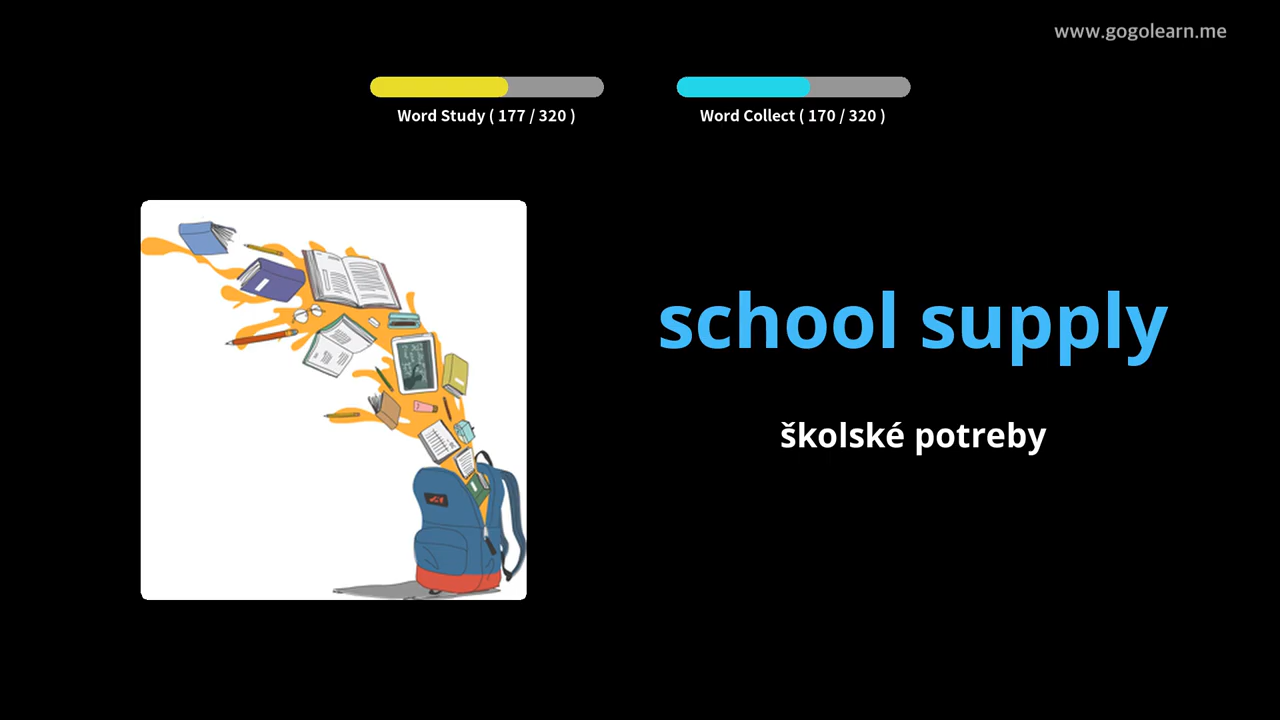 www.gogolearn.me
Word Study ( 177 / 320 )
Word Collect ( 170 / 320 )
school supply
školské potreby